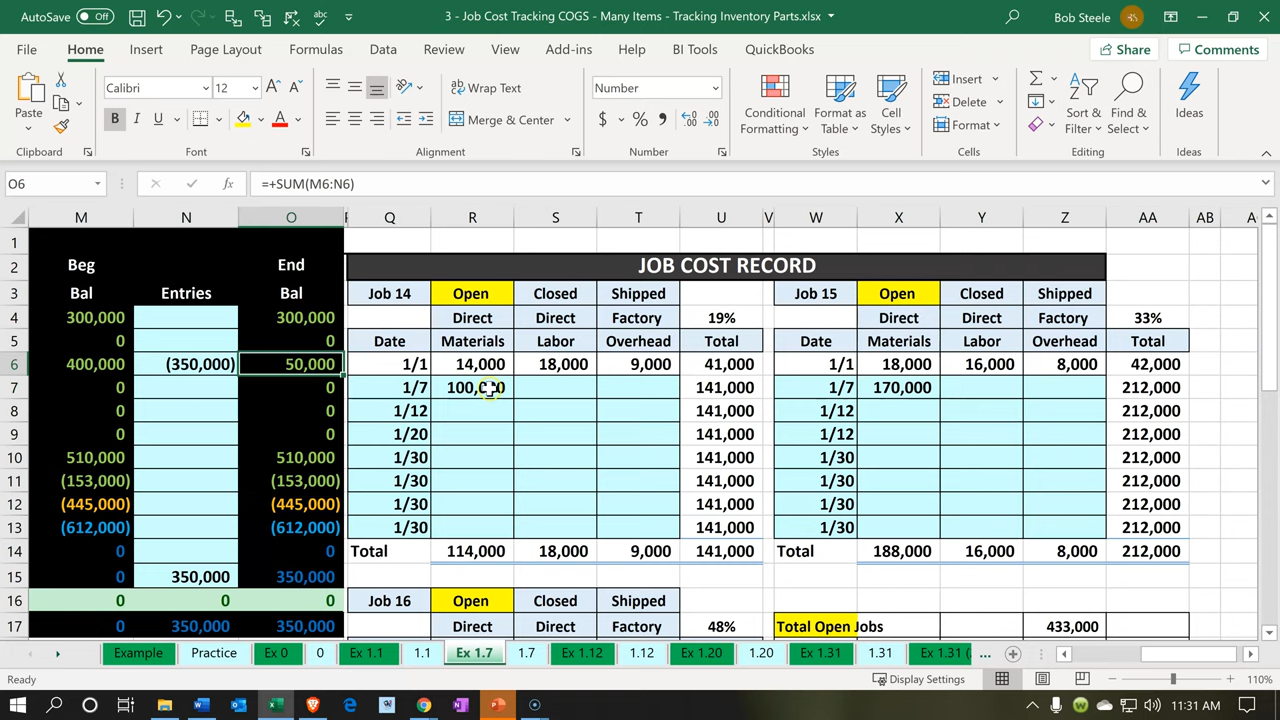 AutoSave Off 3 - Job Cost Tracking COGS - Many Items - Tracking Inventory Parts.xlsx Bob Steele
File Home Insert Page Layout Formulas Data Review View Add-ins Help BI Tools QuickBooks Share Comments
Paste Calibri 12 Wrap Text Number Conditional Formatting Format as Table Cell Styles Insert Sort & Filter Find & Select Ideas
B I U Merge & Center $ % Delete
Format
Clipboard Font Alignment Number Styles Cells Editing Ideas
O6 fx =+SUM(M6:N6)
M N O Q R S T U V W X Y Z AA AB
1
2 Beg End JOB COST RECORD
3 Bal Entries Bal Job 14 Open Closed Shipped Job 15 Open Closed Shipped
4 300,000 300,000 Direct Direct Factory 19% Direct Direct Factory 33%
5 0 0 Date Materials Labor Overhead Total Date Materials Labor Overhead Total
6 400,000 (350,000) 50,000 1/1 14,000 18,000 9,000 41,000 1/1 18,000 16,000 8,000 42,000
7 0 0 1/7 100,000 141,000 1/7 170,000 212,000
8 0 0 1/12 141,000 1/12 212,000
9 0 0 1/20 141,000 1/12 212,000
10 510,000 510,000 1/30 141,000 1/30 212,000
11 (153,000) (153,000) 1/30 141,000 1/30 212,000
12 (445,000) (445,000) 1/30 141,000 1/30 212,000
13 (612,000) (612,000) 1/30 141,000 1/30 212,000
14 0 0 Total 114,000 18,000 9,000 141,000 Total 188,000 16,000 8,000 212,000
15 0 350,000 350,000
16 0 0 0 Job 16 Open Closed Shipped
17 0 350,000 350,000 Direct Direct Factory 48% Total Open Jobs 433,000
Example Practice Ex 0 0 Ex 1.1 1.1 Ex 1.7 1.7 Ex 1.12 1.12 Ex 1.20 1.20 Ex 1.31 1.31 Ex 1.31 ( ...
Ready Display Settings 110%
11:31 AM